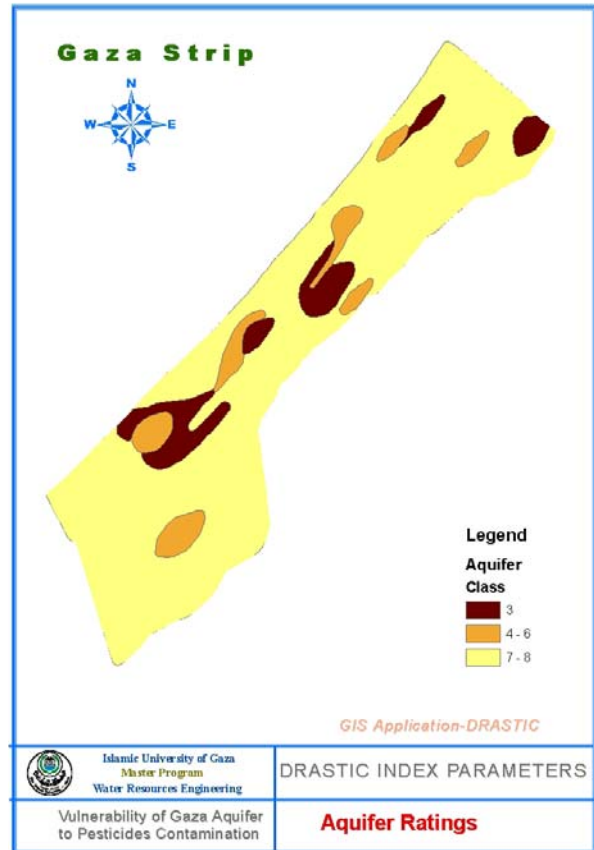 Gaza Strip
N
W E
S
Legend
Aquifer
Class
3
4 - 6
7 - 8
GIS Application-DRASTIC
Islamic University of Gaza
Master Program
Water Resources Engineering
DRASTIC INDEX PARAMETERS
Vulnerability of Gaza Aquifer
to Pesticides Contamination
Aquifer Ratings